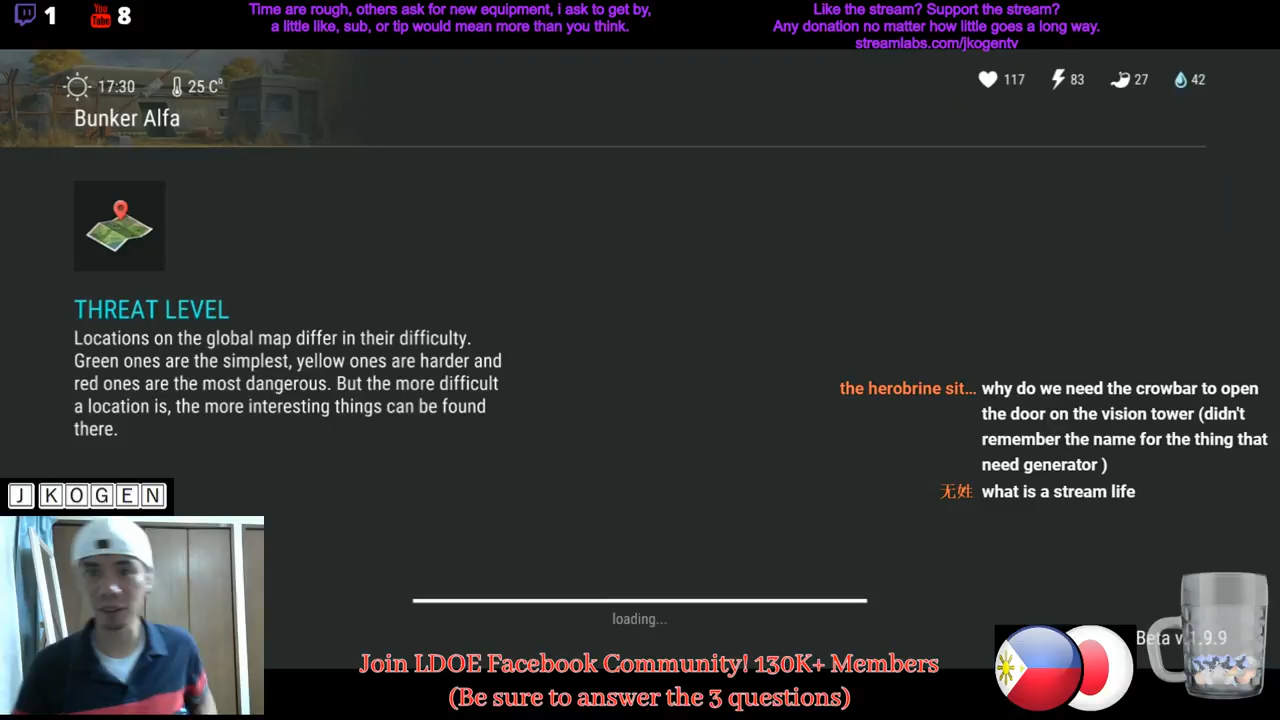 1
You Tube
8
Time are rough, others ask for new equipment, i ask to get by,
a little like, sub, or tip would mean more than you think.
Like the stream? Support the stream?
Any donation no matter how little goes a long way.
streamlabs.com/jkogentv
17:30 25 C°
Bunker Alfa
117 83 27 42
THREAT LEVEL
Locations on the global map differ in their difficulty.
Green ones are the simplest, yellow ones are harder and
red ones are the most dangerous. But the more difficult
a location is, the more interesting things can be found
there.
the herobrine sit... why do we need the crowbar to open
the door on the vision tower (didn't
remember the name for the thing that
need generator )
无姓 what is a stream life
JKOGEN
loading...
Beta v.1.9.9
Join LDOE Facebook Community! 130K+ Members
(Be sure to answer the 3 questions)